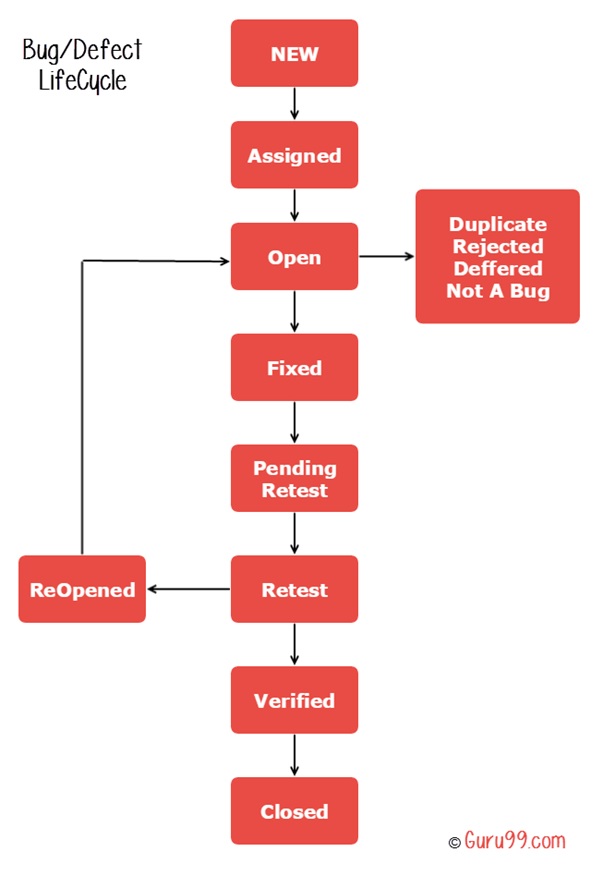 Bug/Defect
LifeCycle
NEW
Assigned
Open
Duplicate
Rejected
Deffered
Not A Bug
Fixed
Pending
Retest
ReOpened
Retest
Verified
Closed
© Guru99.com